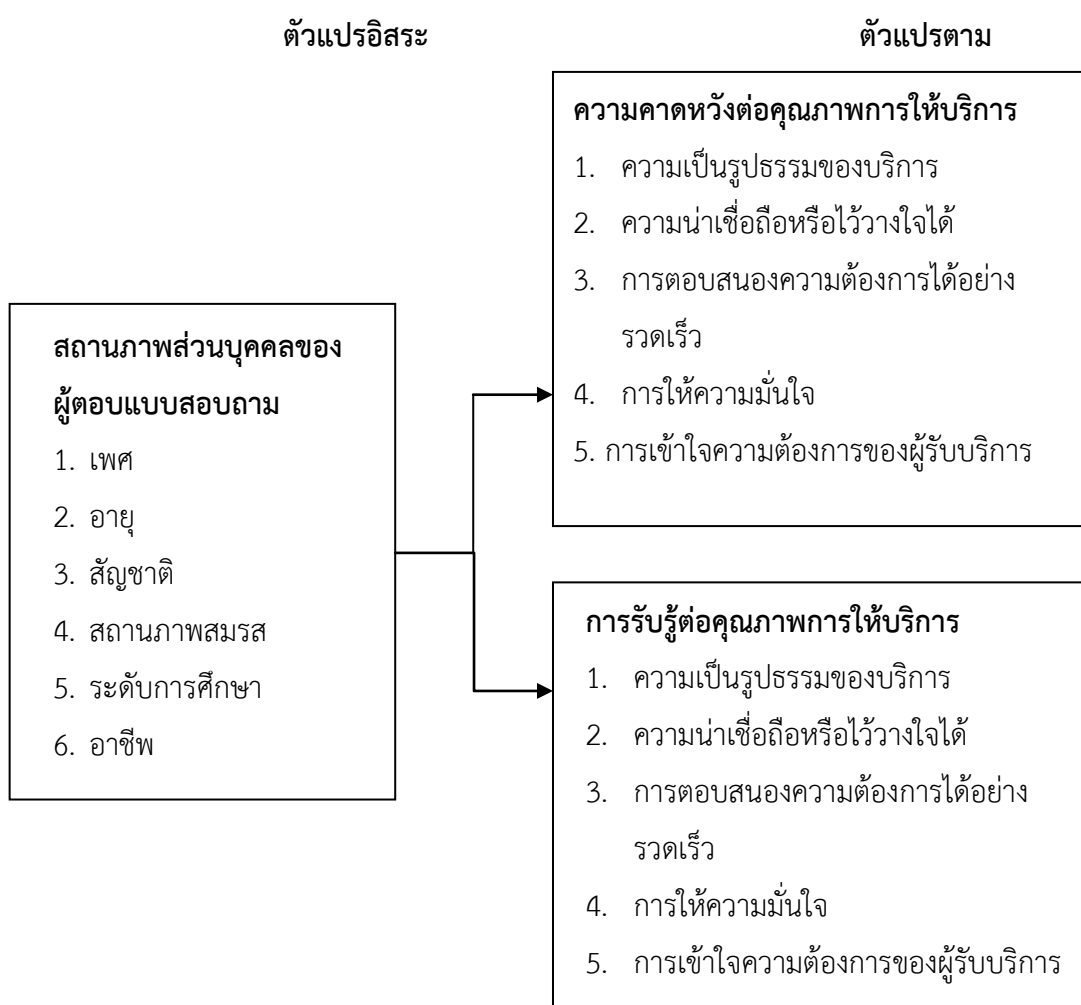 ตัวแปรอิสระ
ตัวแปรตาม
สถานภาพส่วนบุคคลของ
ผู้ตอบแบบสอบถาม
1. เพศ
2. อายุ
3. สัญชาติ
4. สถานภาพสมรส
5. ระดับการศึกษา
6. อาชีพ
ความคาดหวังต่อคุณภาพการให้บริการ
1. ความเป็นรูปธรรมของบริการ
2. ความน่าเชื่อถือหรือไว้วางใจได้
3. การตอบสนองความต้องการได้อย่าง
รวดเร็ว
4. การให้ความมั่นใจ
5. การเข้าใจความต้องการของผู้รับบริการ
การรับรู้ต่อคุณภาพการให้บริการ
1. ความเป็นรูปธรรมของบริการ
2. ความน่าเชื่อถือหรือไว้วางใจได้
3. การตอบสนองความต้องการได้อย่าง
รวดเร็ว
4. การให้ความมั่นใจ
5. การเข้าใจความต้องการของผู้รับบริการ